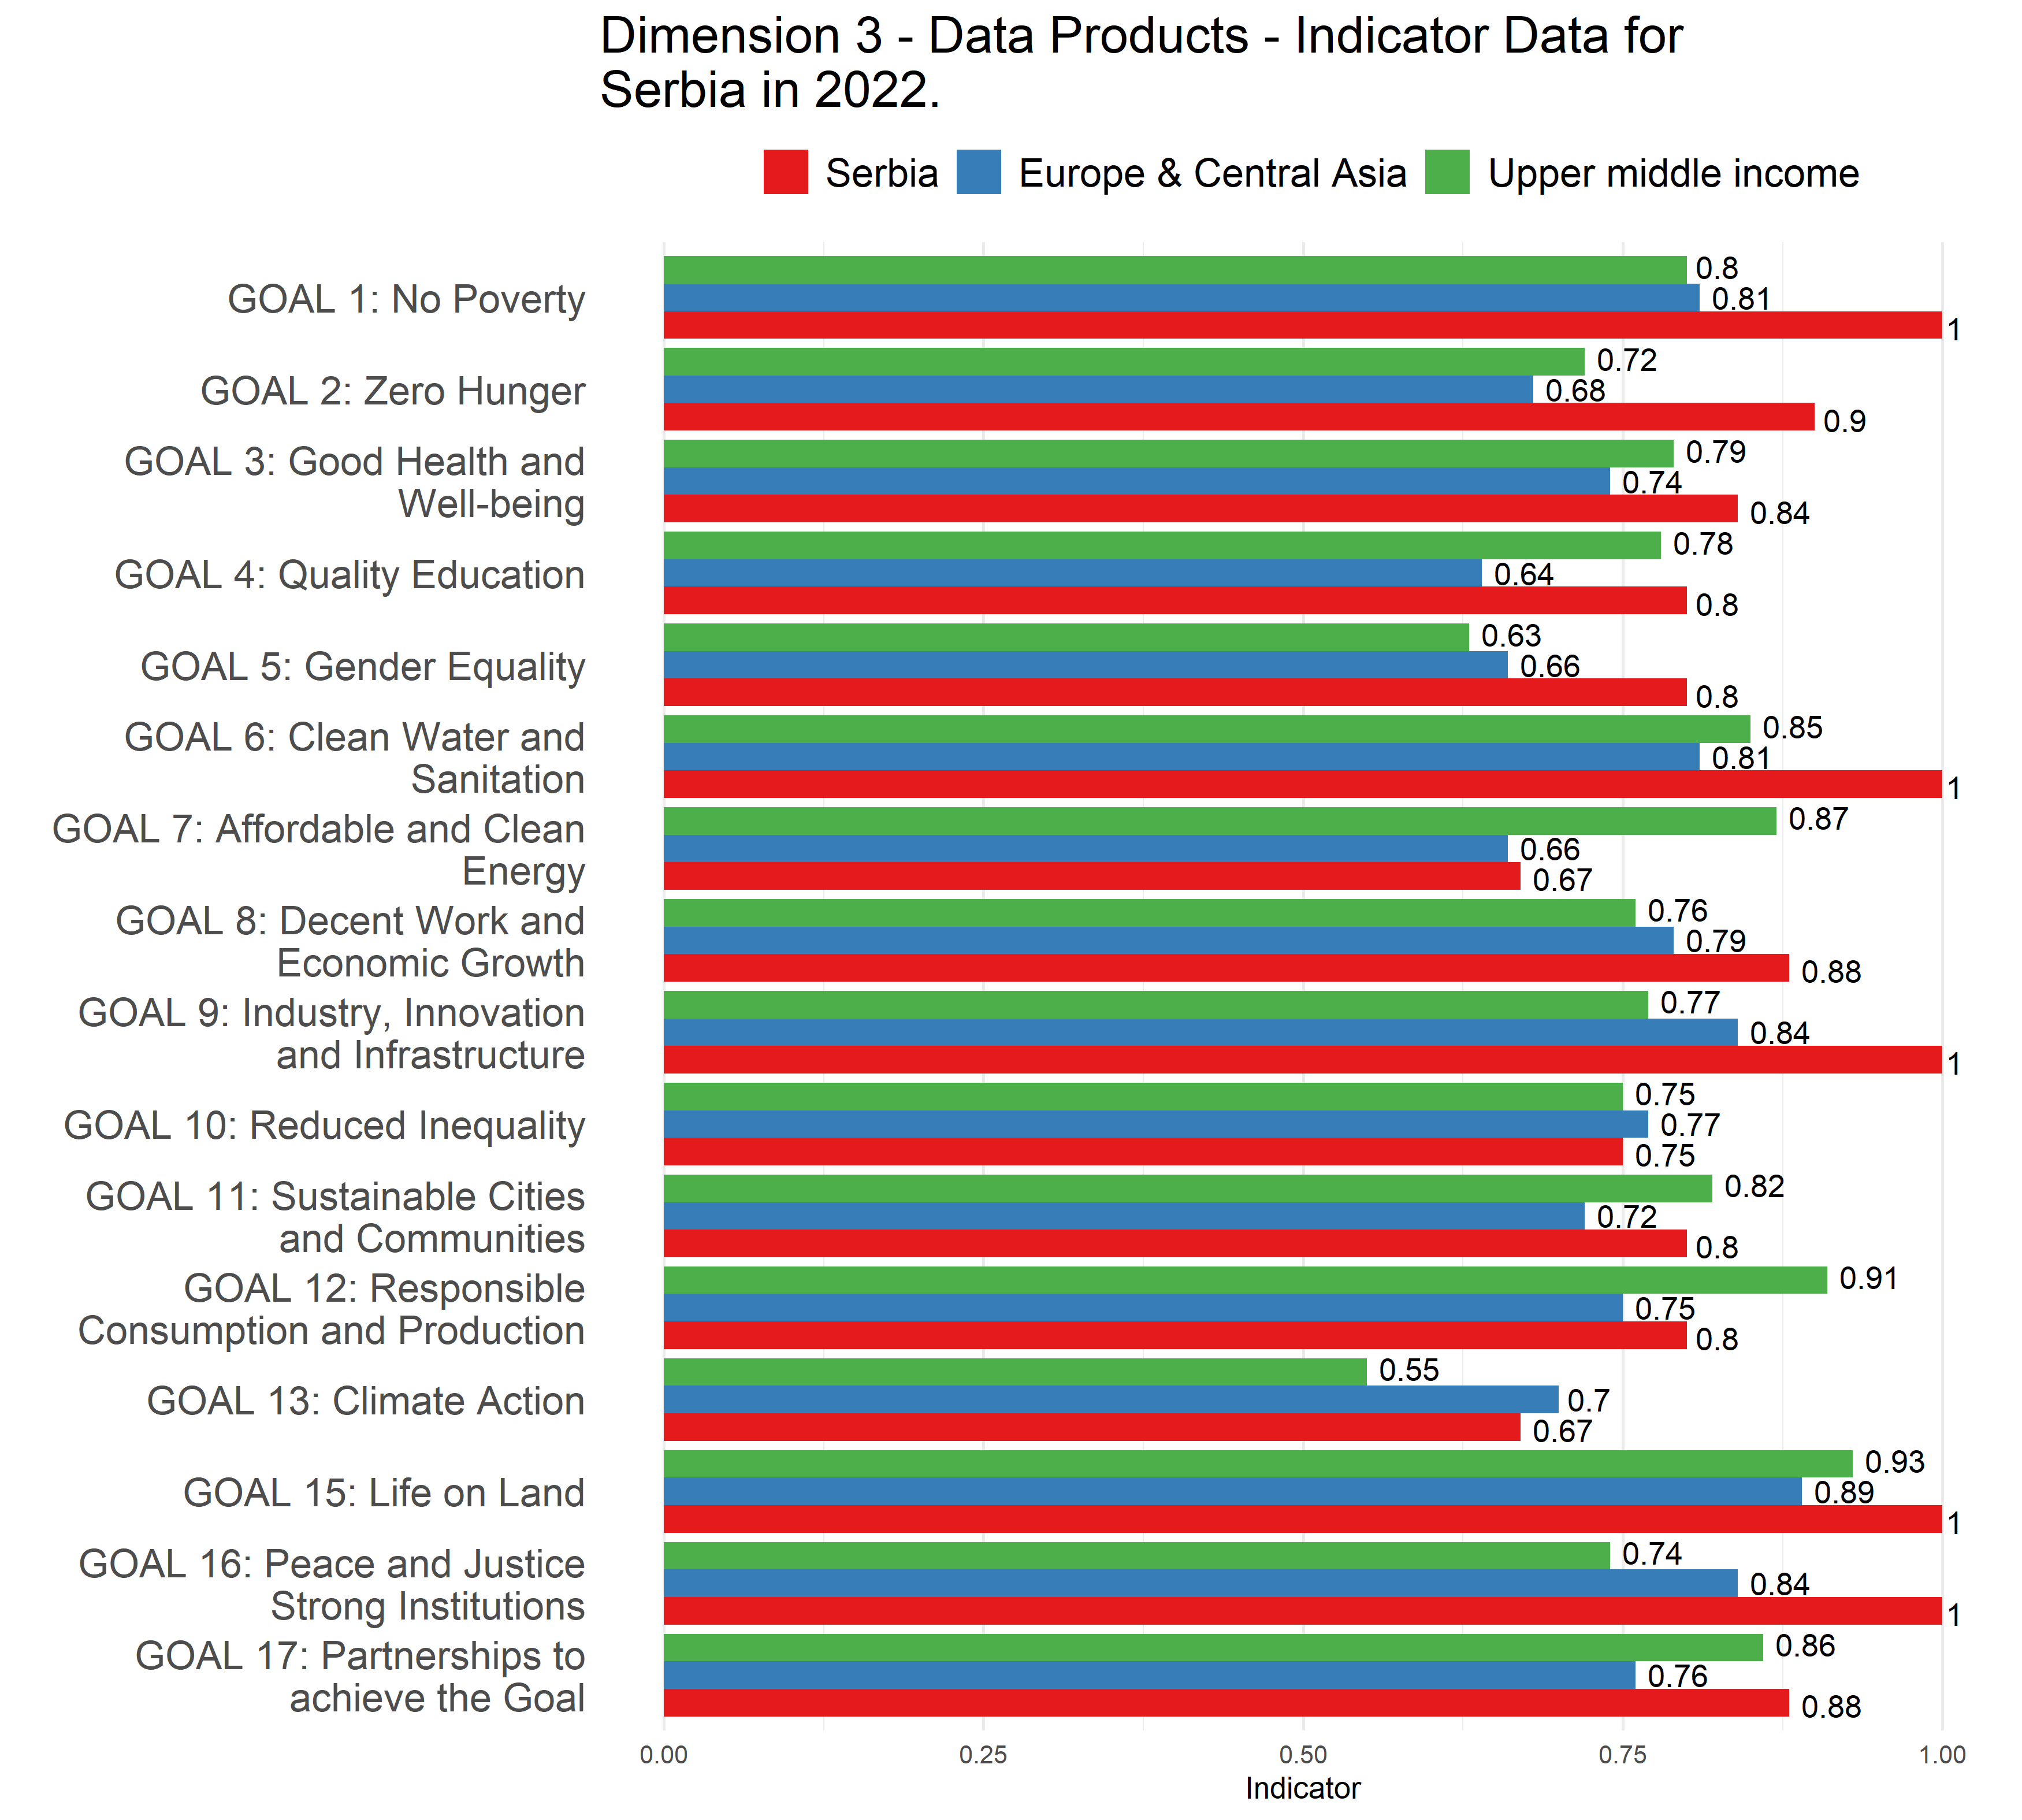 Dimension 3 - Data Products - Indicator Data for
Serbia in 2022.
Serbia Europe & Central Asia Upper middle income
GOAL 1: No Poverty
0.8
0.81
1
GOAL 2: Zero Hunger
0.72
0.68
0.9
GOAL 3: Good Health and
Well-being
0.79
0.74
0.84
GOAL 4: Quality Education
0.78
0.64
0.8
GOAL 5: Gender Equality
0.63
0.66
0.8
GOAL 6: Clean Water and
Sanitation
0.85
0.81
1
GOAL 7: Affordable and Clean
Energy
0.87
0.66
0.67
GOAL 8: Decent Work and
Economic Growth
0.76
0.79
0.88
GOAL 9: Industry, Innovation
and Infrastructure
0.77
0.84
1
GOAL 10: Reduced Inequality
0.75
0.77
0.75
GOAL 11: Sustainable Cities
and Communities
0.82
0.72
0.8
GOAL 12: Responsible
Consumption and Production
0.91
0.75
0.8
GOAL 13: Climate Action
0.55
0.7
0.67
GOAL 15: Life on Land
0.93
0.89
1
GOAL 16: Peace and Justice
Strong Institutions
0.74
0.84
1
GOAL 17: Partnerships to
achieve the Goal
0.86
0.76
0.88
0.00 0.25 0.50 0.75 1.00
Indicator